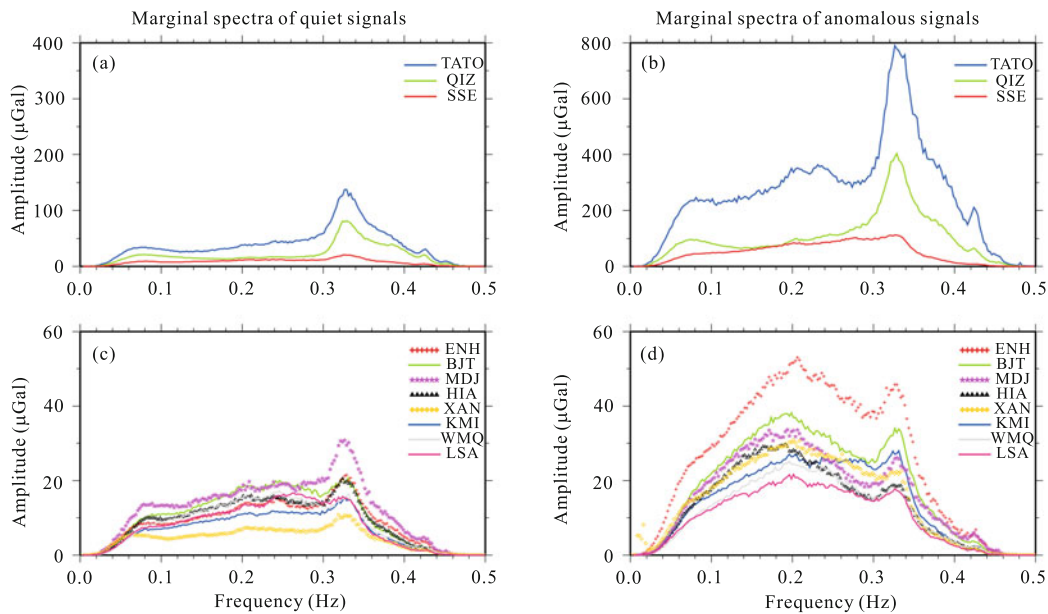 Marginal spectra of quiet signals
Marginal spectra of anomalous signals
400
300
200
100
0
Amplitude (μGal)
(a)
TATO
QIZ
SSE
0.0 0.1 0.2 0.3 0.4 0.5
800
600
400
200
0
Amplitude (μGal)
(b)
TATO
QIZ
SSE
0.0 0.1 0.2 0.3 0.4 0.5
60
40
20
0
Amplitude (μGal)
(c)
ENH
BJT
MDJ
HIA
XAN
KMI
WMQ
LSA
0.0 0.1 0.2 0.3 0.4 0.5
Frequency (Hz)
60
40
20
0
Amplitude (μGal)
(d)
ENH
BJT
MDJ
HIA
XAN
KMI
WMQ
LSA
0.0 0.1 0.2 0.3 0.4 0.5
Frequency (Hz)